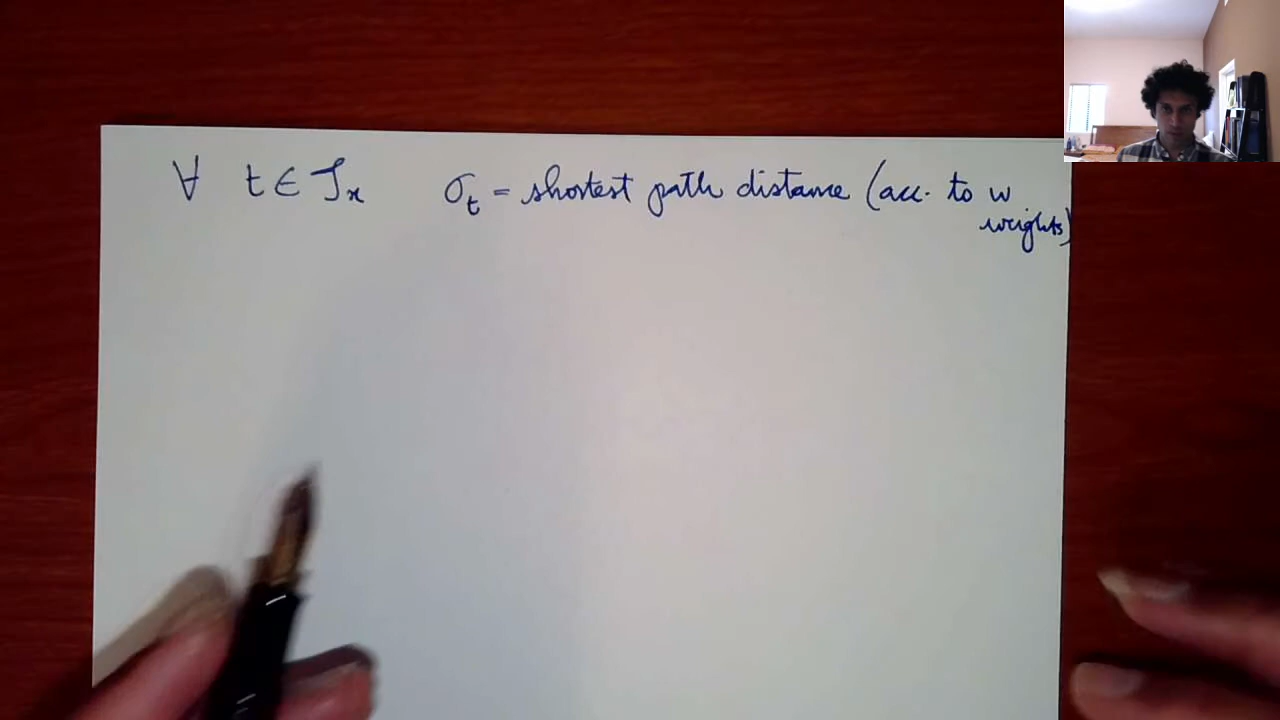 ∀ t ∈ T_x σ_t = shortest path distance (acc. to w
weights)